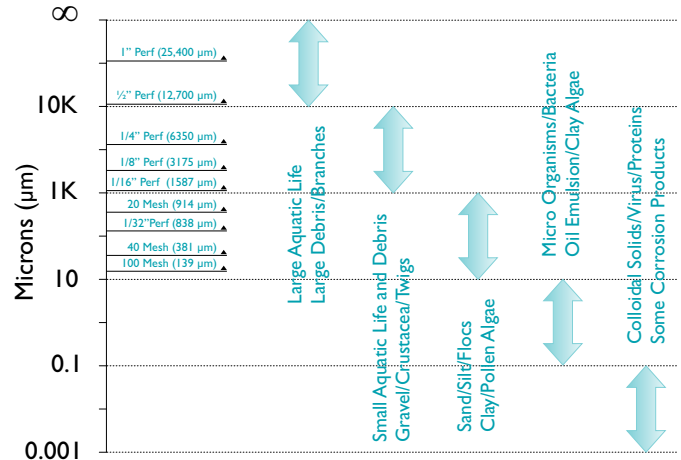 ∞
10K
1K
10
0.1
0.001
Microns (µm)
1” Perf (25,400 µm)
½” Perf (12,700 µm)
1/4” Perf (6350 µm)
1/8” Perf (3175 µm)
1/16” Perf (1587 µm)
20 Mesh (914 µm)
1/32”Perf (838 µm)
40 Mesh (381 µm)
100 Mesh (139 µm)
Large Aquatic Life
Large Debris/Branches
Small Aquatic Life and Debris
Gravel/Crustacea/Twigs
Sand/Silt/Flocs
Clay/Pollen Algae
Micro Organisms/Bacteria
Oil Emulsion/Clay Algae
Colloidal Solids/Virus/Proteins
Some Corrosion Products